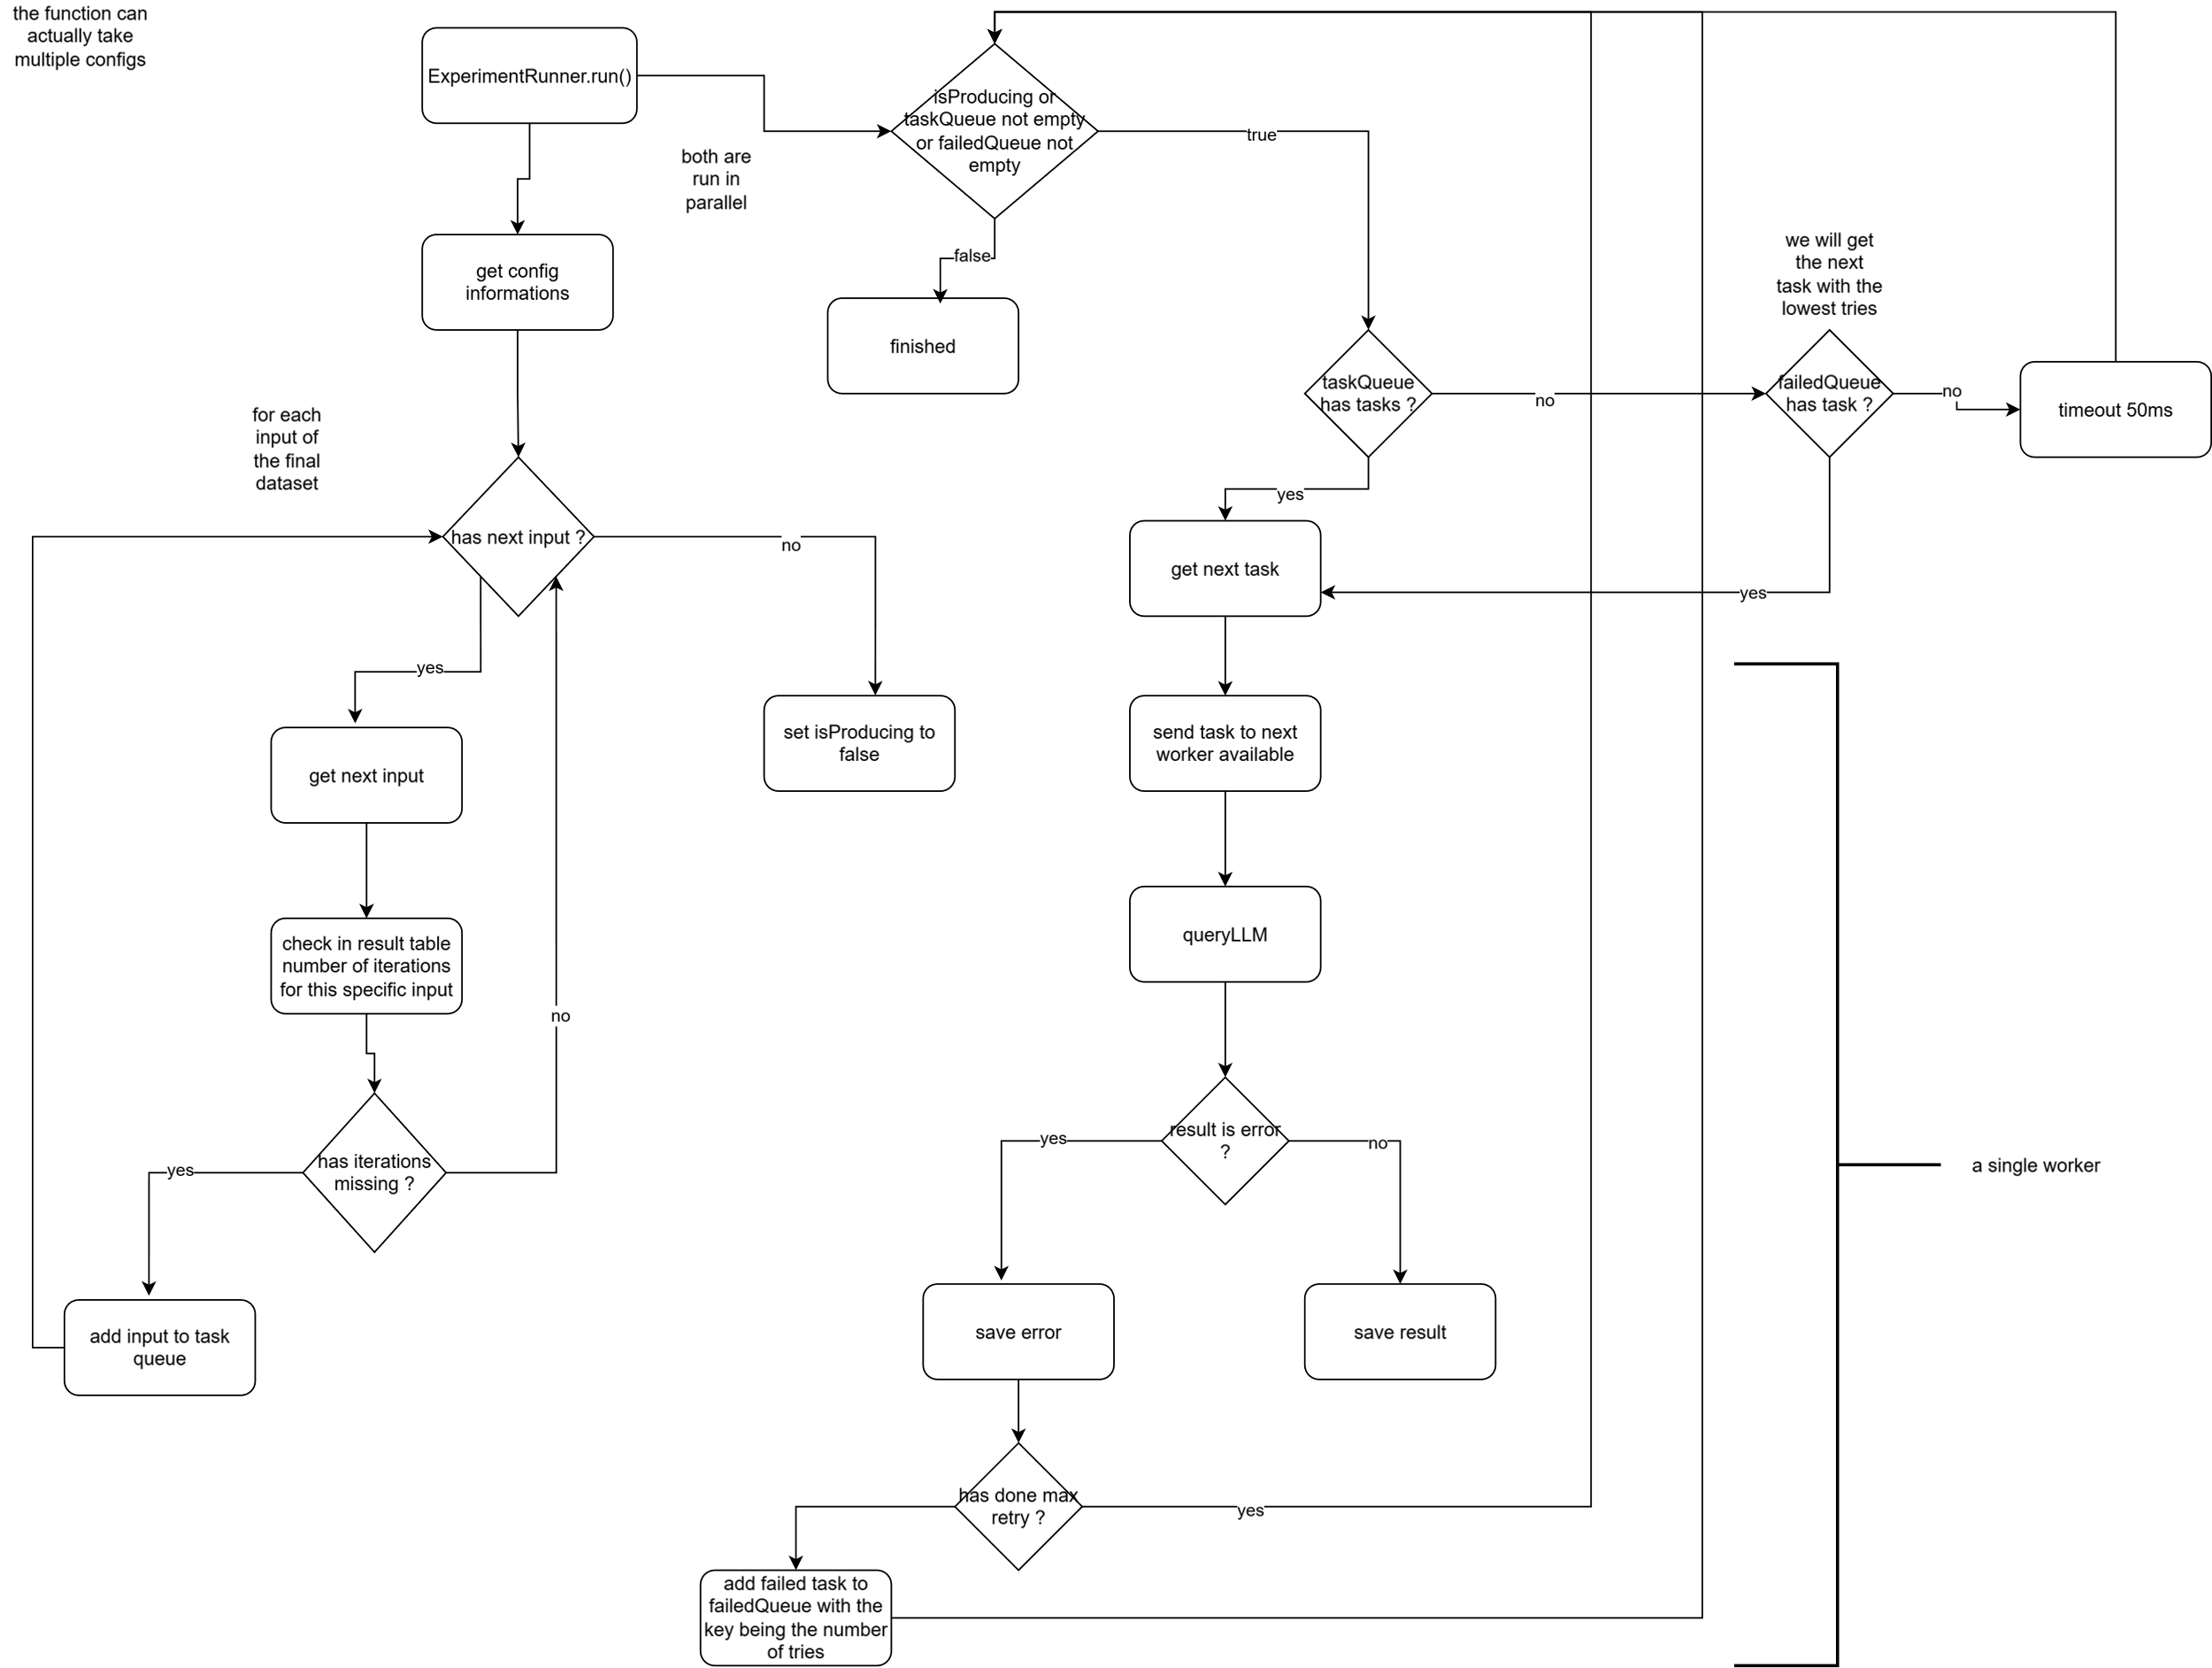 the function can
actually take
multiple configs
ExperimentRunner.run()
both are
run in
parallel
isProducing or
taskQueue not empty
or failedQueue not
empty
true
false
finished
get config
informations
we will get
the next
task with the
lowest tries
taskQueue
has tasks ?
no
failedQueue
has task ?
no
timeout 50ms
yes
yes
for each
input of
the final
dataset
has next input ?
no
yes
get next task
set isProducing to
false
send task to next
worker available
get next input
queryLLM
check in result table
number of iterations
for this specific input
no
has iterations
missing ?
yes
add input to task
queue
result is error
?
yes
no
a single worker
save error
save result
has done max
retry ?
yes
add failed task to
failedQueue with the
key being the number
of tries